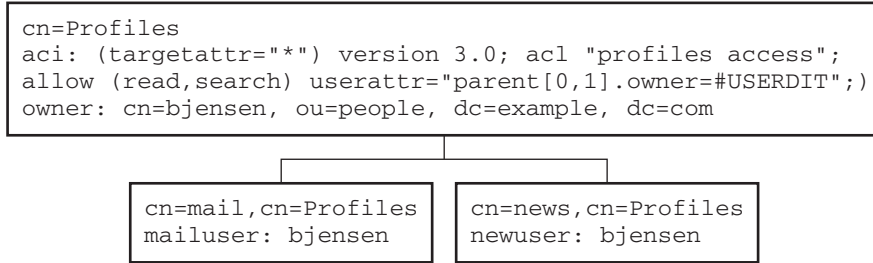 cn=Profiles
aci: (targetattr="*") version 3.0; acl "profiles access";
allow (read,search) userattr="parent[0,1].owner=#USERDIT";)
owner: cn=bjensen, ou=people, dc=example, dc=com
cn=mail,cn=Profiles
mailuser: bjensen
cn=news,cn=Profiles
newuser: bjensen